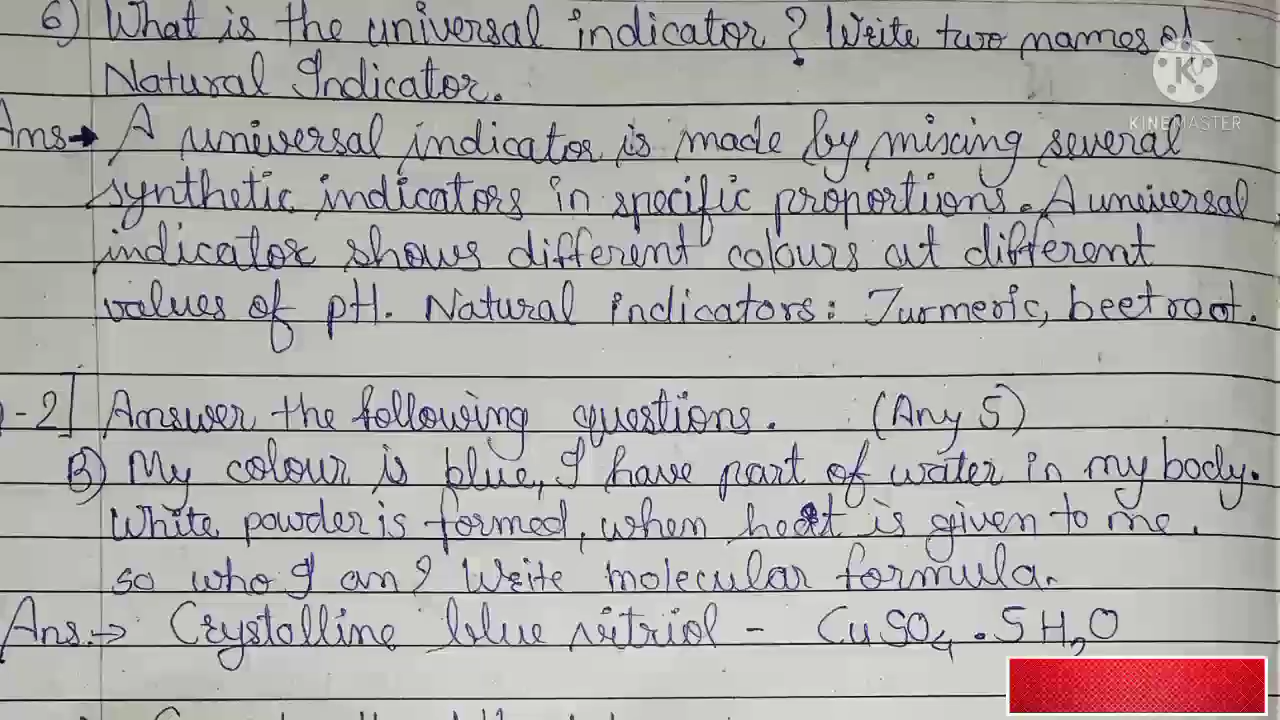 6) What is the universal indicator? Write two names of
Natural Indicator.
Ans→ A universal indicator is made by mixing several
synthetic indicators in specific proportions. A universal
indicator shows different colours at different
values of pH. Natural indicators: Turmeric, beetroot.
-2] Answer the following questions. (Any 5)
B) My colour is blue, I have part of water in my body.
White powder is formed, when heat is given to me.
so who I am? Write molecular formula.
Ans.→ Crystalline blue vitriol - CuSO₄.5H₂O
K
KINEMASTER